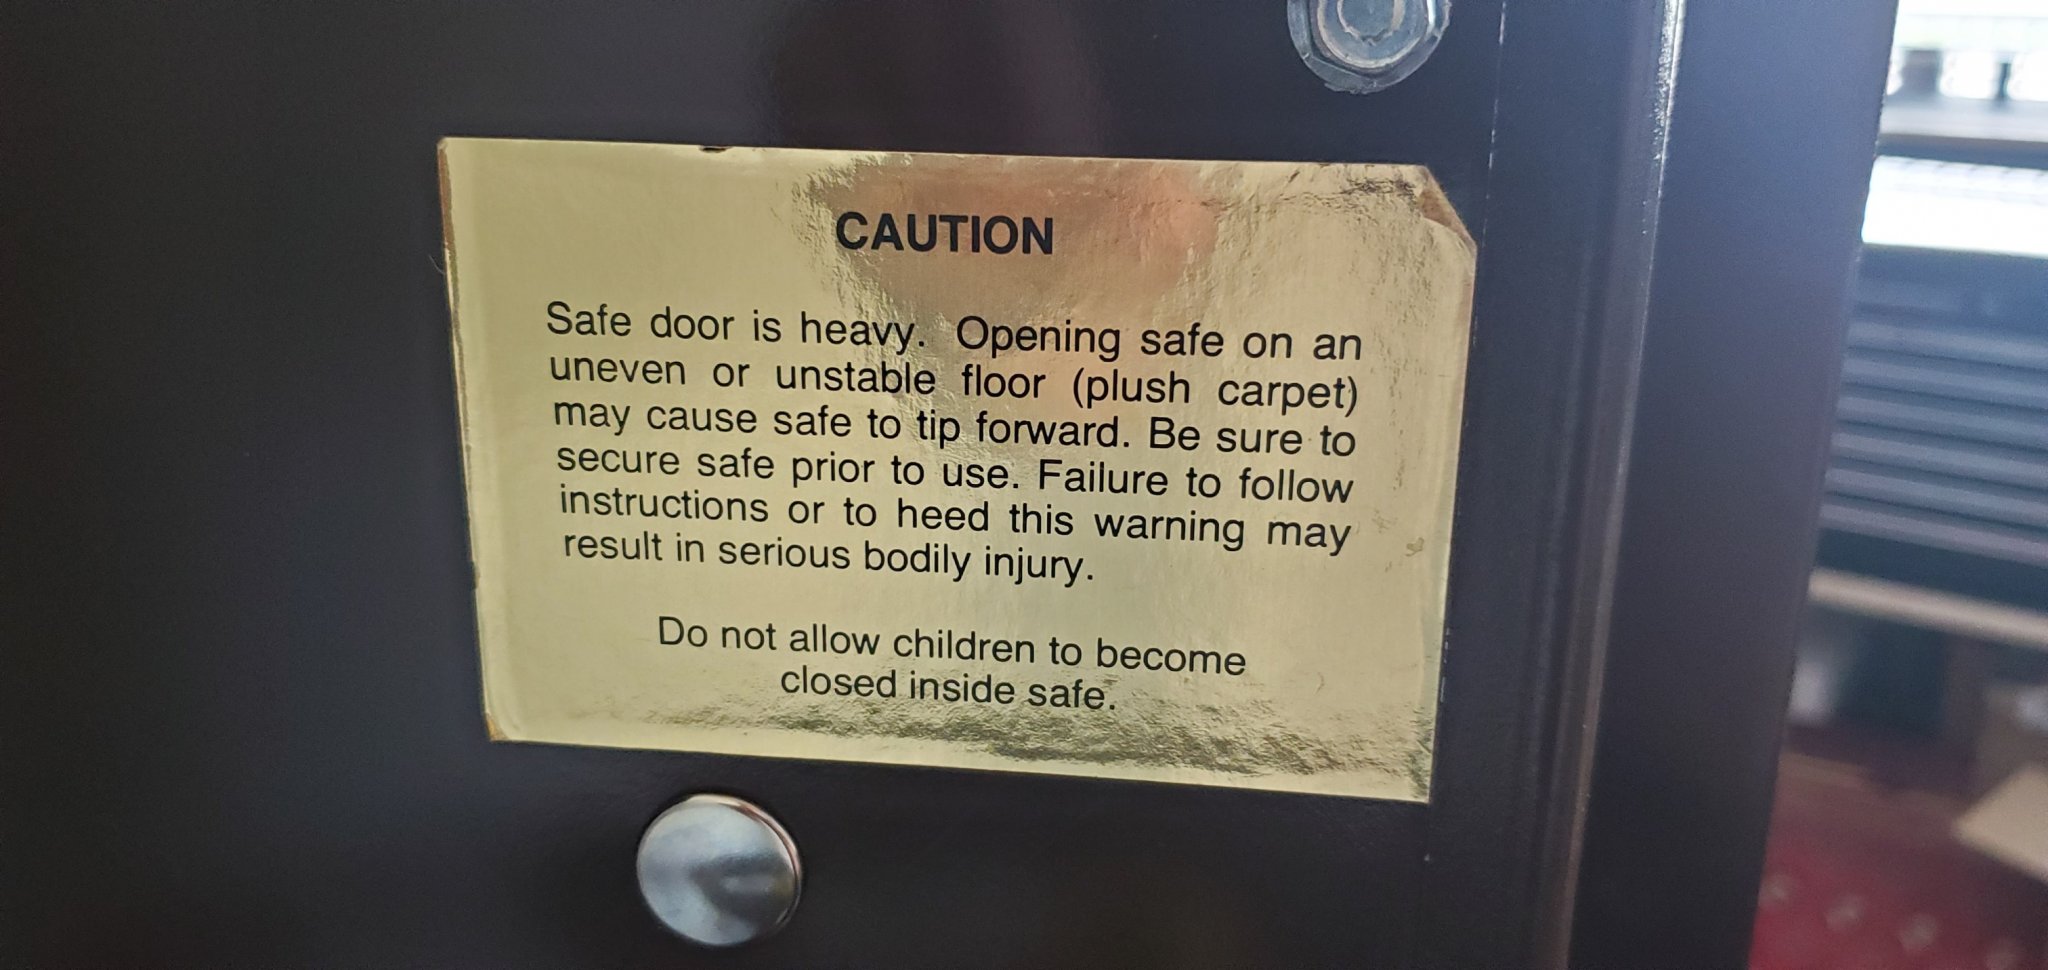 CAUTION
Safe door is heavy. Opening safe on an
uneven or unstable floor (plush carpet)
may cause safe to tip forward. Be sure to
secure safe prior to use. Failure to follow
instructions or to heed this warning may
result in serious bodily injury.
Do not allow children to become
closed inside safe.